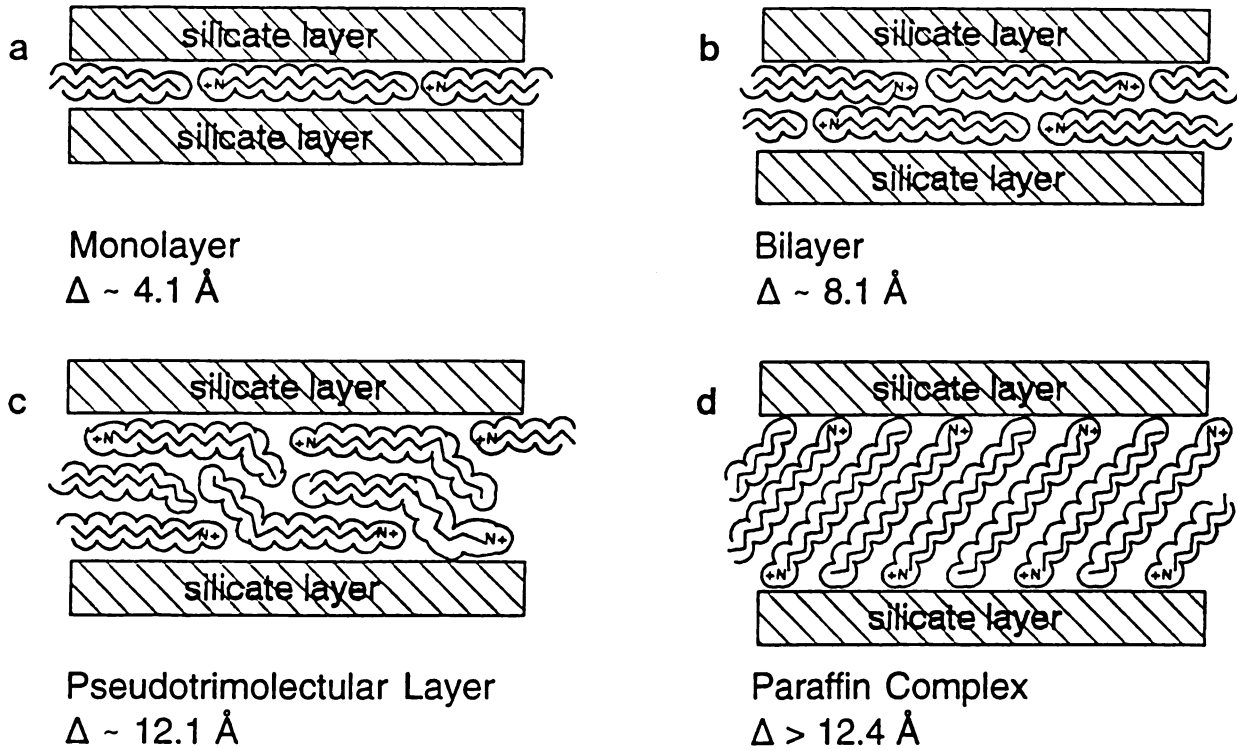 a
silicate layer
+N
+N
silicate layer
Monolayer
Δ ~ 4.1 Å
b
silicate layer
N+
N+
+N
+N
silicate layer
Bilayer
Δ ~ 8.1 Å
c
silicate layer
+N
+N
+N
N+
N+
N+
silicate layer
Pseudotrimolectular Layer
Δ ~ 12.1 Å
d
silicate layer
N+
N+
N+
N+
+N
+N
+N
+N
silicate layer
Paraffin Complex
Δ > 12.4 Å